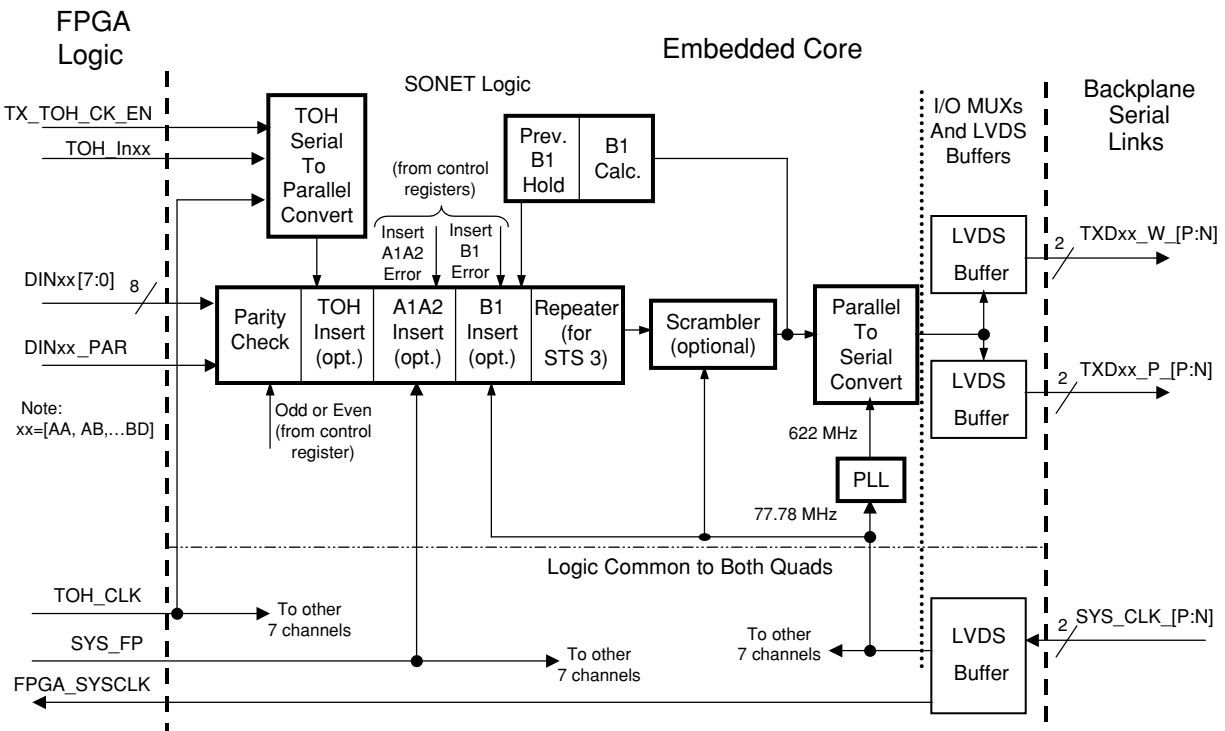 FPGA
Logic
Embedded Core
SONET Logic
I/O MUXs
And LVDS
Buffers
Backplane
Serial
Links
TX_TOH_CK_EN
TOH_Inxx
TOH
Serial
To
Parallel
Convert
(from control
registers)
Insert
A1A2
Error
Insert
B1
Error
Prev.
B1
Hold
B1
Calc.
DINxx[7:0]
8
DINxx_PAR
Note:
xx=[AA, AB,...BD]
Parity
Check
TOH
Insert
(opt.)
A1A2
Insert
(opt.)
B1
Insert
(opt.)
Repeater
(for
STS 3)
Scrambler
(optional)
Parallel
To
Serial
Convert
LVDS
Buffer
2
TXDxx_W_[P:N]
LVDS
Buffer
2
TXDxx_P_[P:N]
Odd or Even
(from control
register)
622 MHz
PLL
77.78 MHz
Logic Common to Both Quads
TOH_CLK
To other
7 channels
SYS_FP
To other
7 channels
To other
7 channels
LVDS
Buffer
2
SYS_CLK_[P:N]
FPGA_SYSCLK